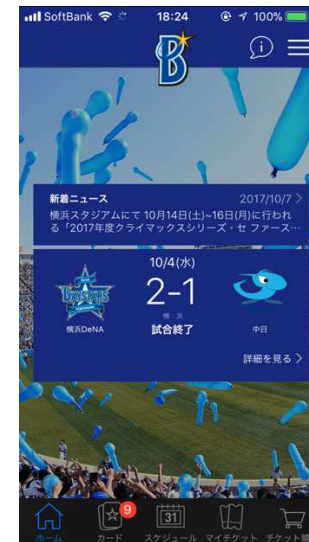 SoftBank 18:24 100%
B
新着ニュース 2017/10/7 >
横浜スタジアムにて 10月14日(土)~16日(月)に行われ
る「2017年度クライマックスシリーズ・セ ファース…
10/4(水)
BAYSTARS 2-1
横浜
横浜DeNA 試合終了 中日
詳細を見る >
9
31
ホーム カード スケジュール マイチケット チケット購